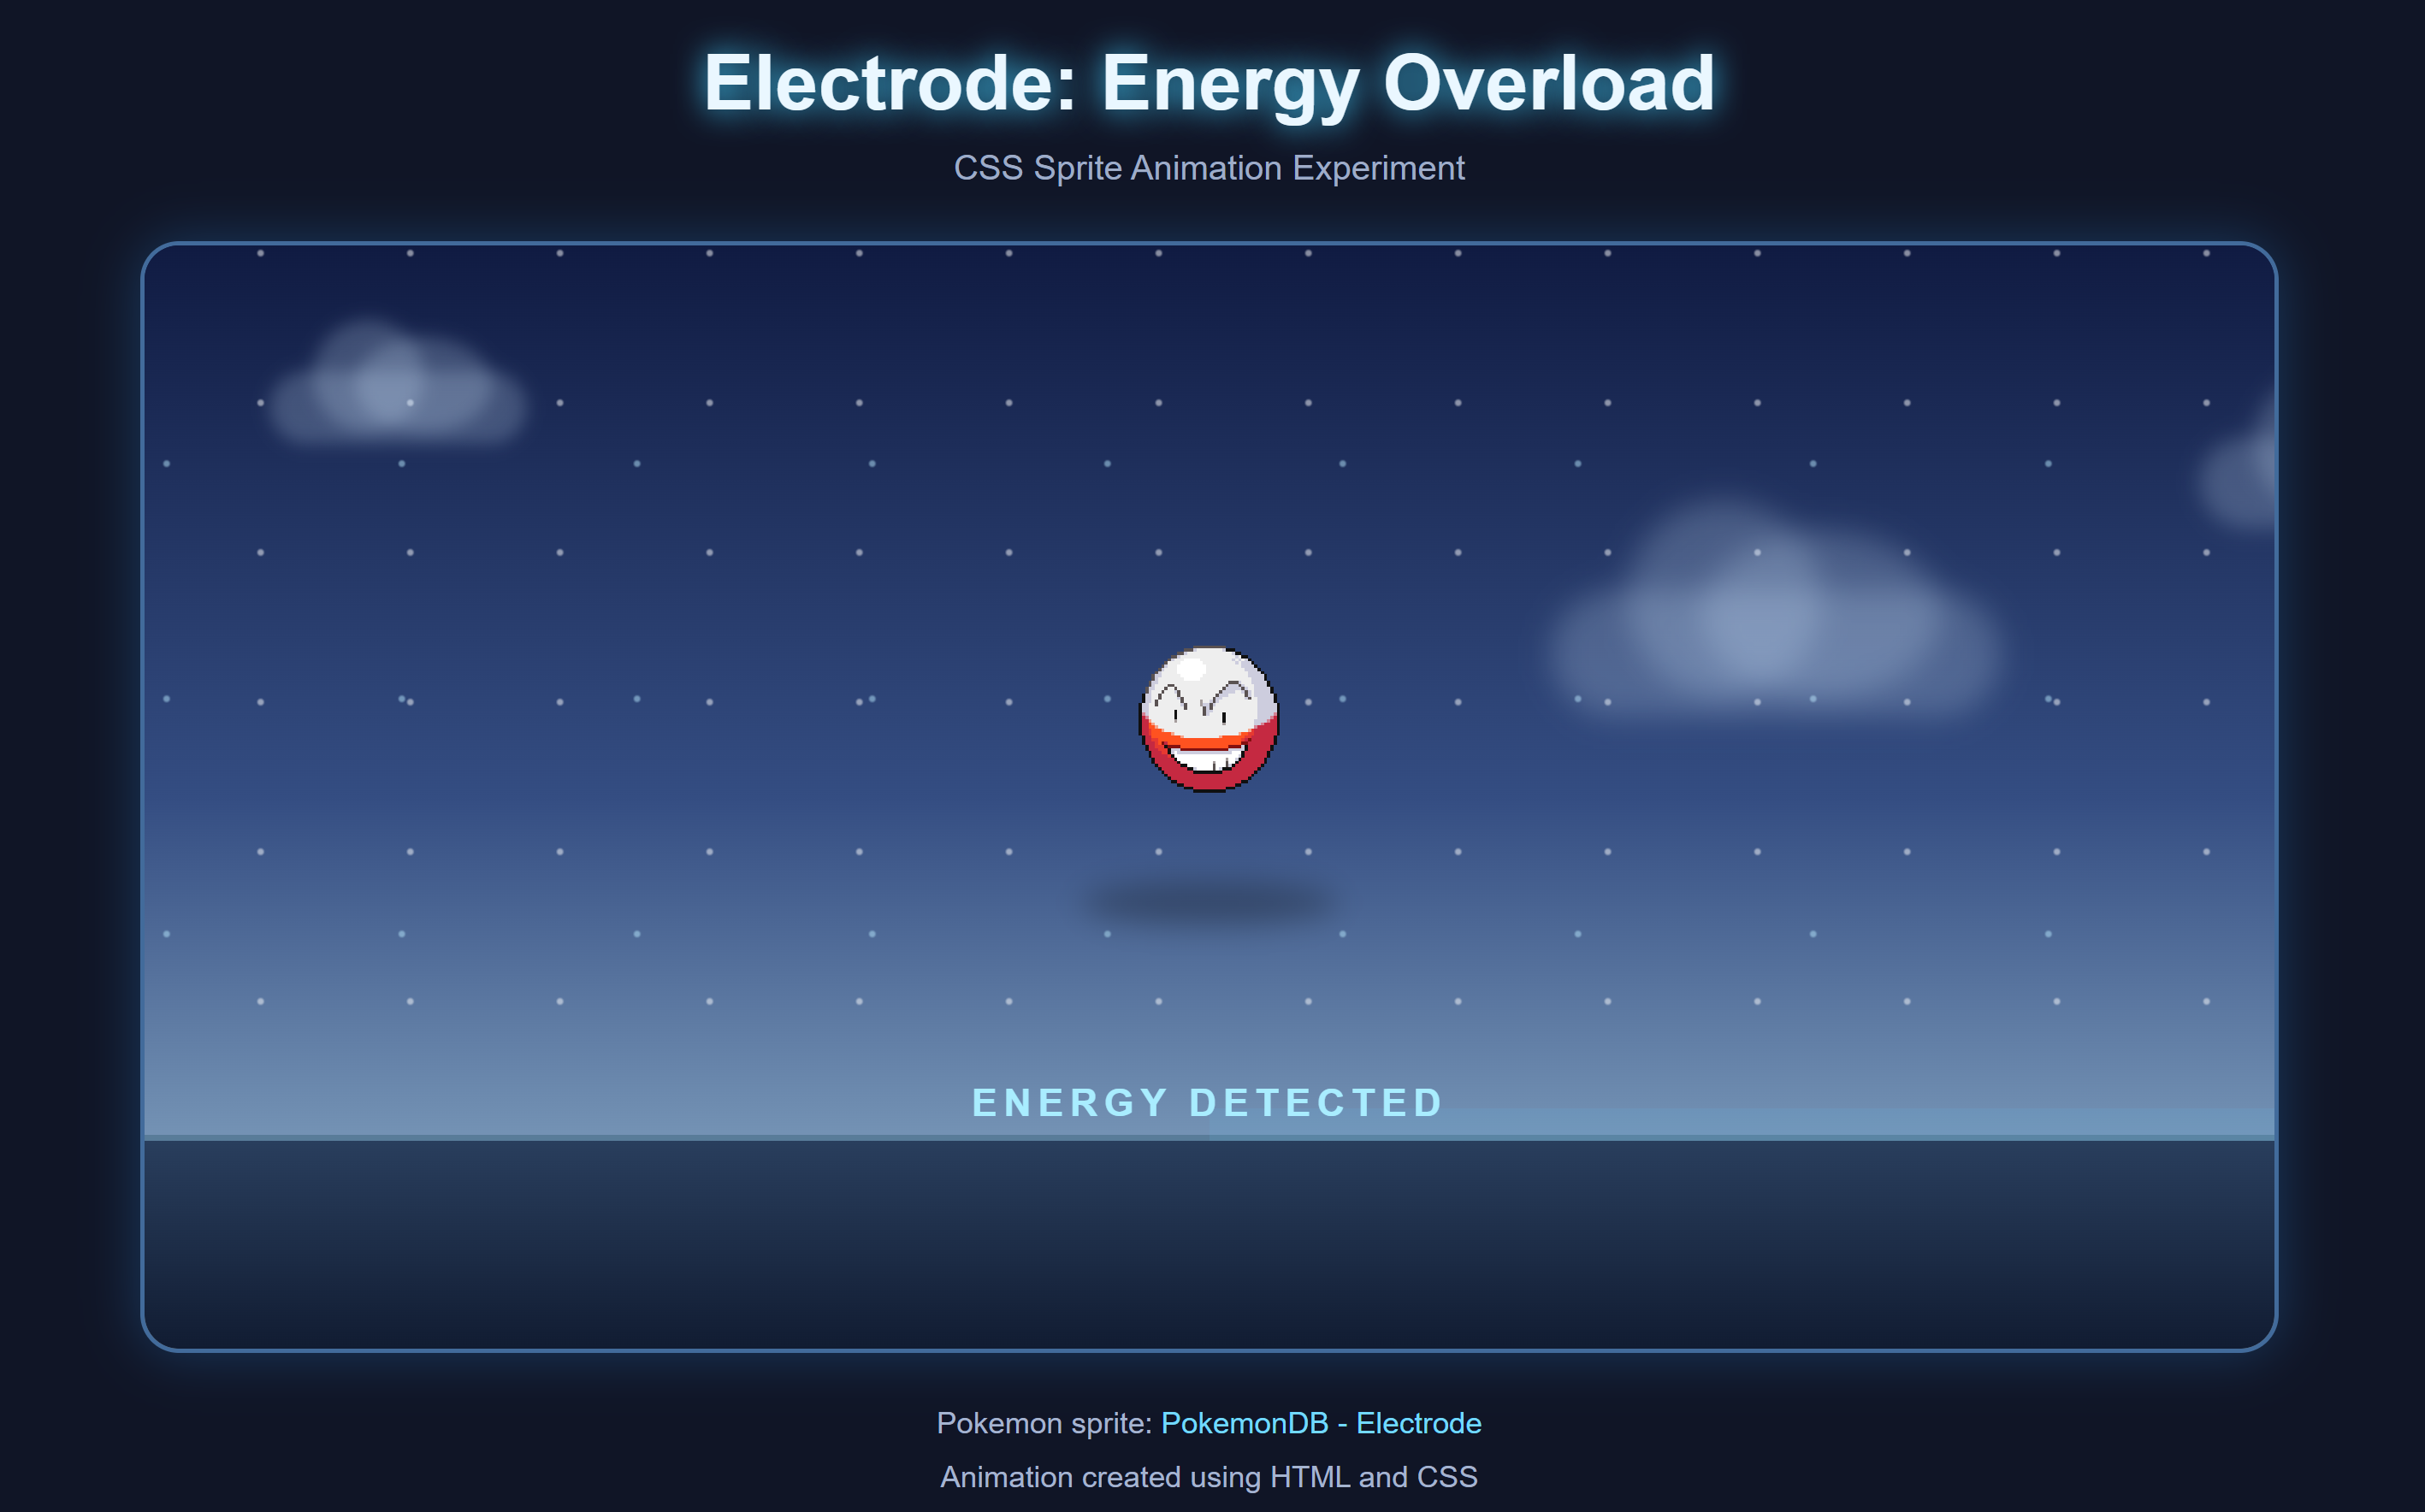 Electrode: Energy Overload
CSS Sprite Animation Experiment
ENERGY DETECTED
Pokemon sprite: PokemonDB - Electrode
Animation created using HTML and CSS